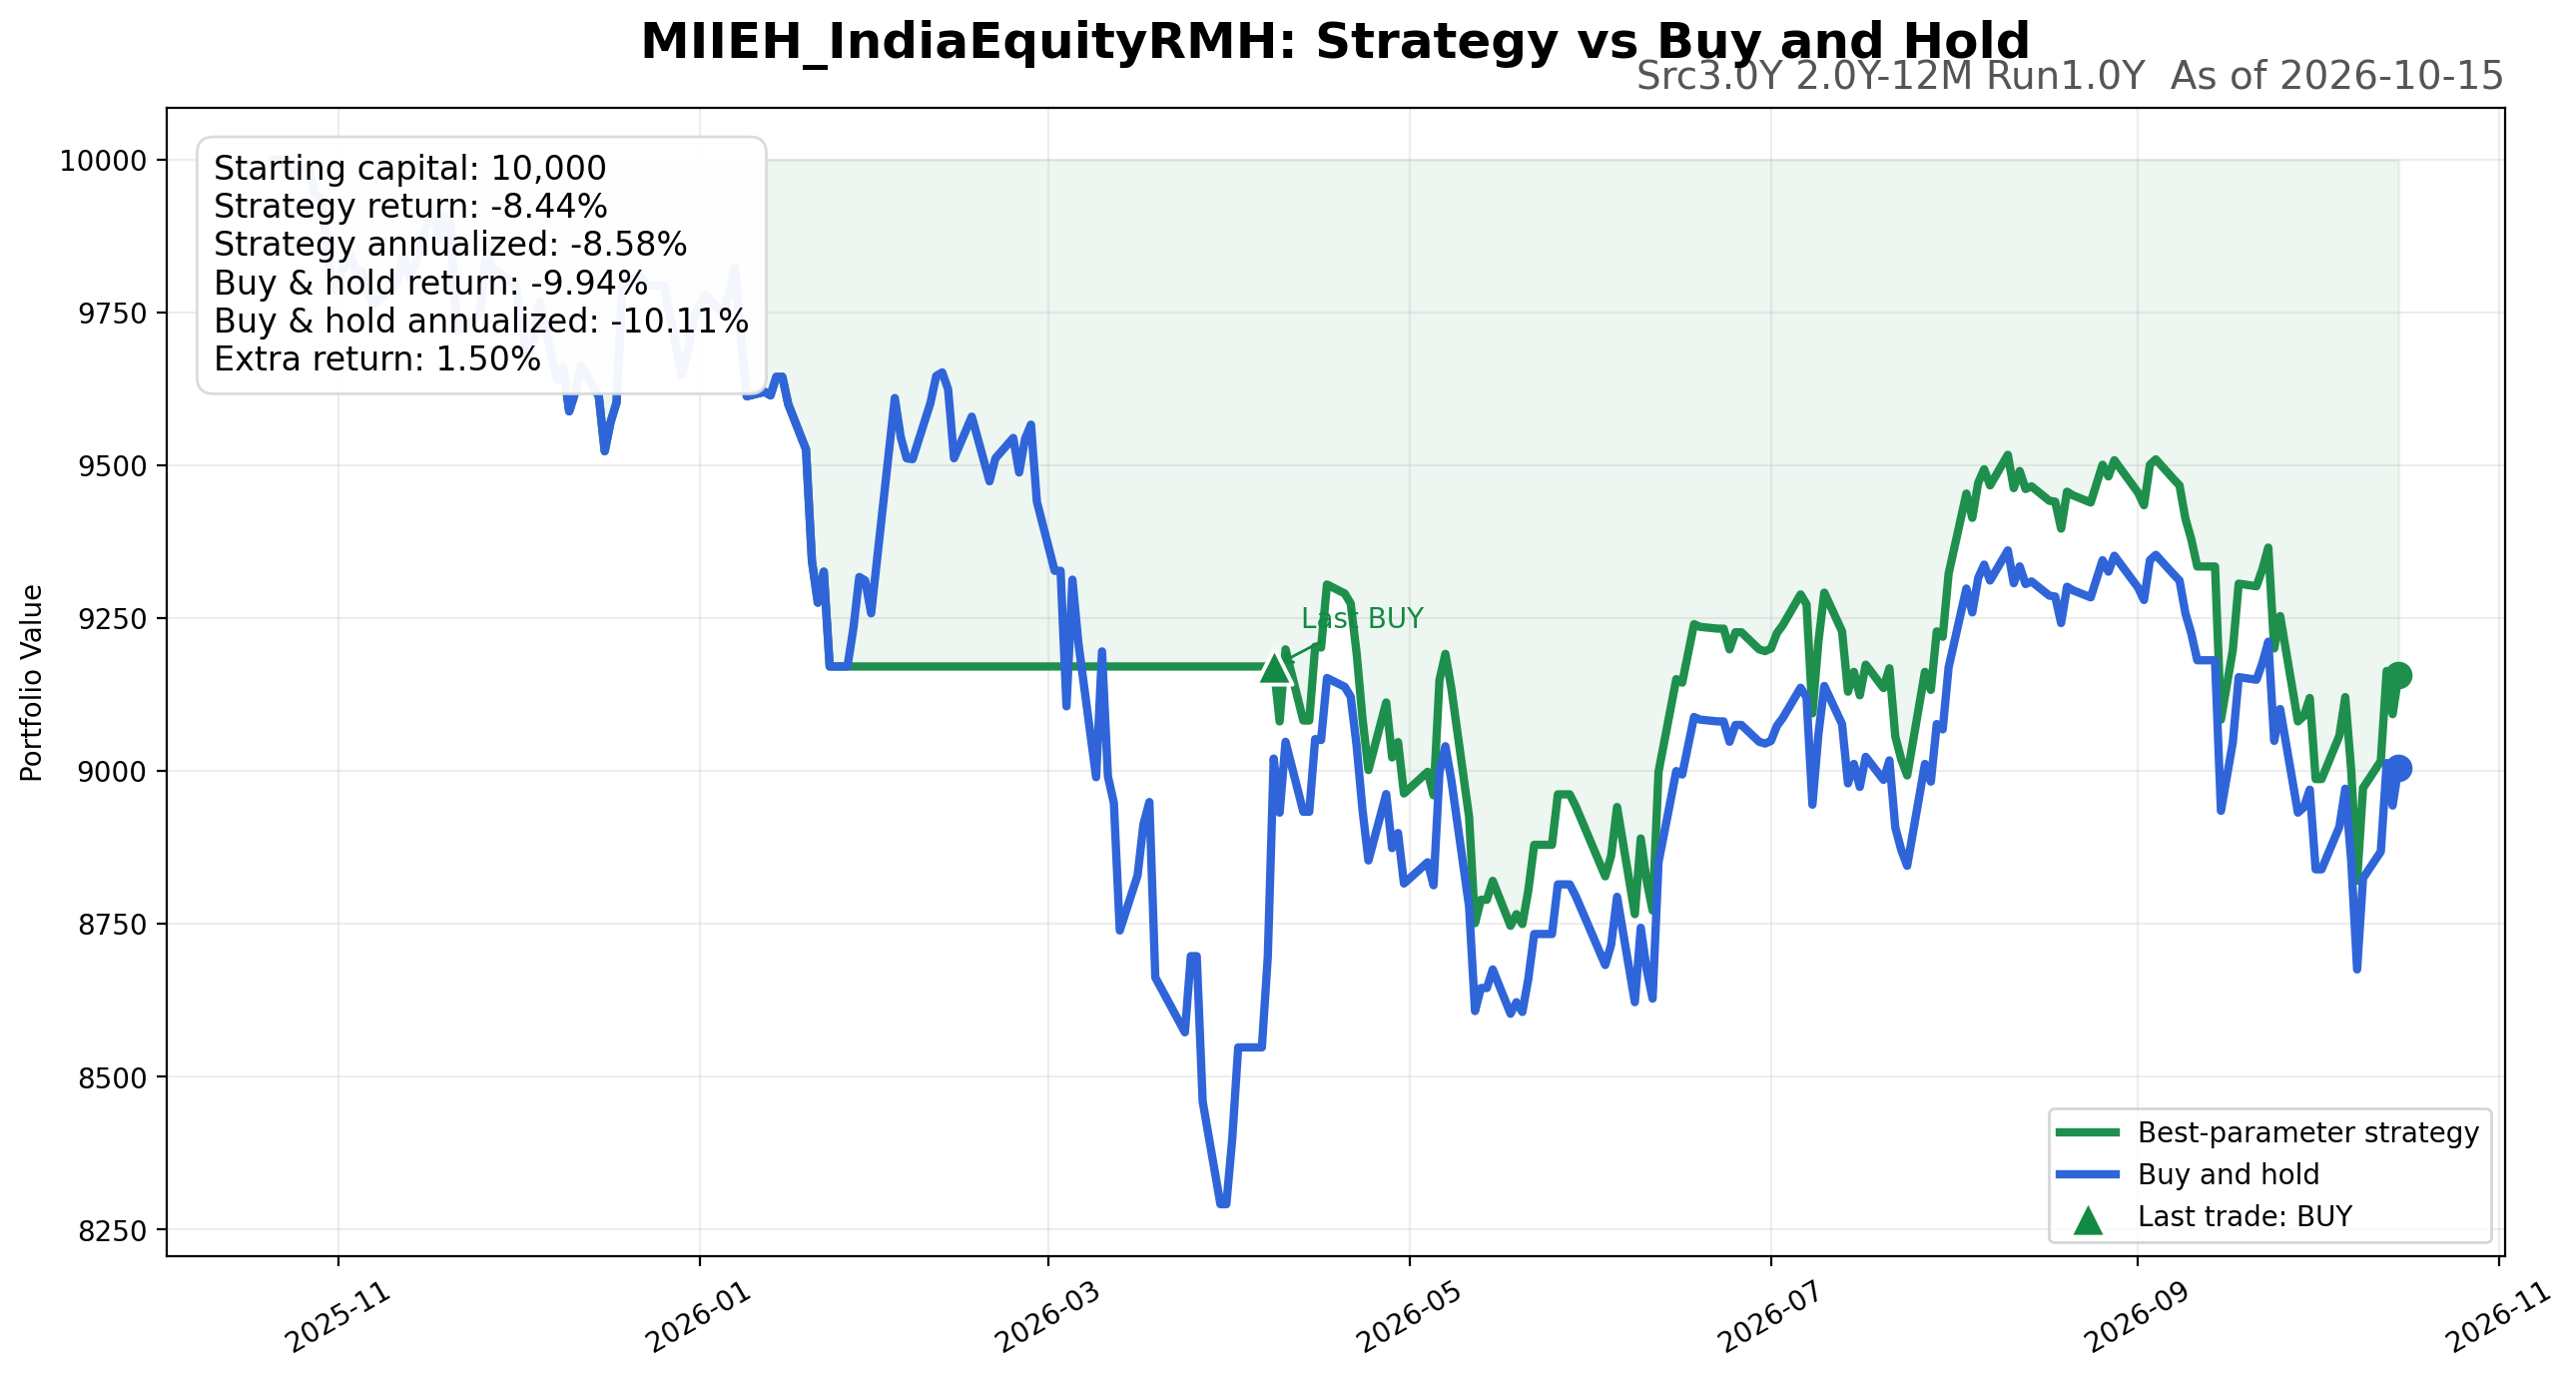 MIIEH_IndiaEquityRMH: Strategy vs Buy and Hold
Src3.0Y 2.0Y-12M Run1.0Y  As of 2026-10-15
Starting capital: 10,000
Strategy return: -8.44%
Strategy annualized: -8.58%
Buy & hold return: -9.94%
Buy & hold annualized: -10.11%
Extra return: 1.50%
Portfolio Value
10000
9750
9500
9250
9000
8750
8500
8250
Last BUY
Best-parameter strategy
Buy and hold
Last trade: BUY
2025-11
2026-01
2026-03
2026-05
2026-07
2026-09
2026-11